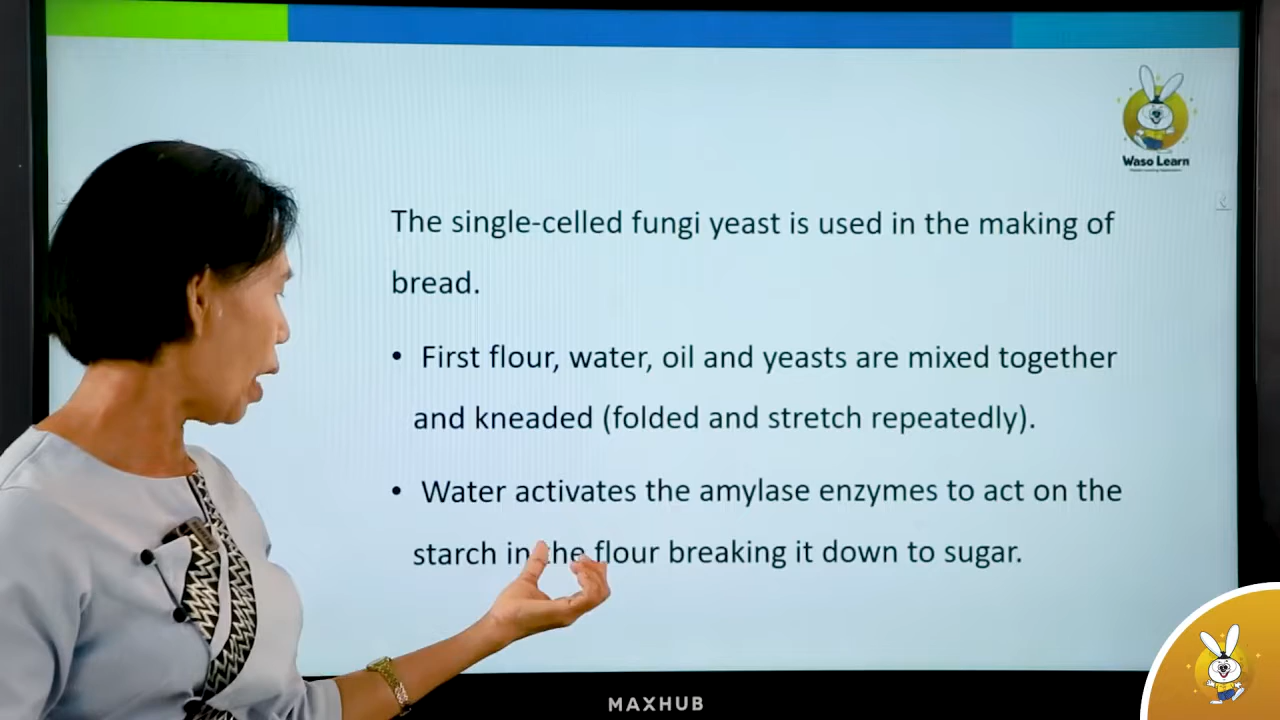 Waso Learn
The single-celled fungi yeast is used in the making of
bread.
• First flour, water, oil and yeasts are mixed together
and kneaded (folded and stretch repeatedly).
• Water activates the amylase enzymes to act on the
starch in the flour breaking it down to sugar.
MAXHUB